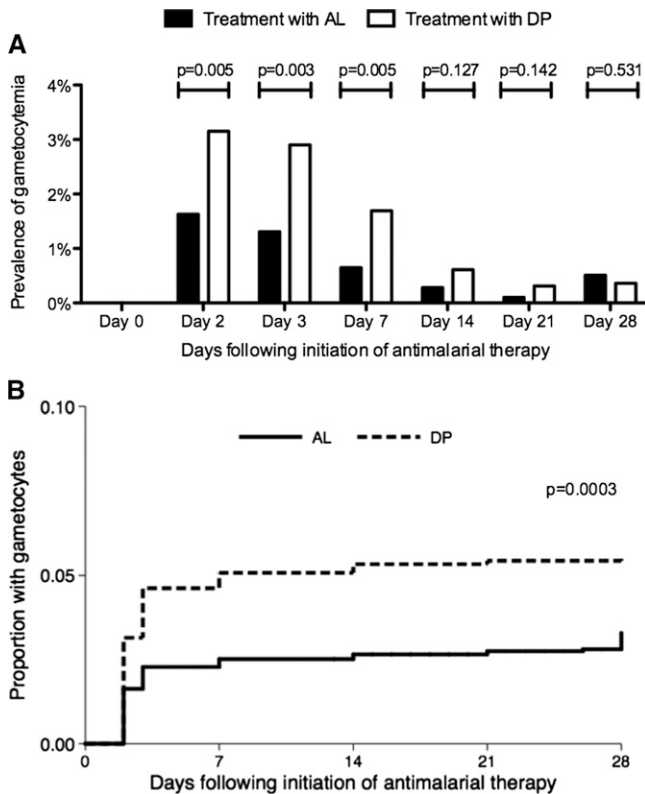 Treatment with AL Treatment with DP
A
p=0.005 p=0.003 p=0.005 p=0.127 p=0.142 p=0.531
Prevalence of gametocytemia
4%
3%
2%
1%
0%
Day 0 Day 2 Day 3 Day 7 Day 14 Day 21 Day 28
Days following initiation of antimalarial therapy
B
Proportion with gametocytes
0.10
AL DP
p=0.0003
0.05
0.00
0 7 14 21 28
Days following initiation of antimalarial therapy